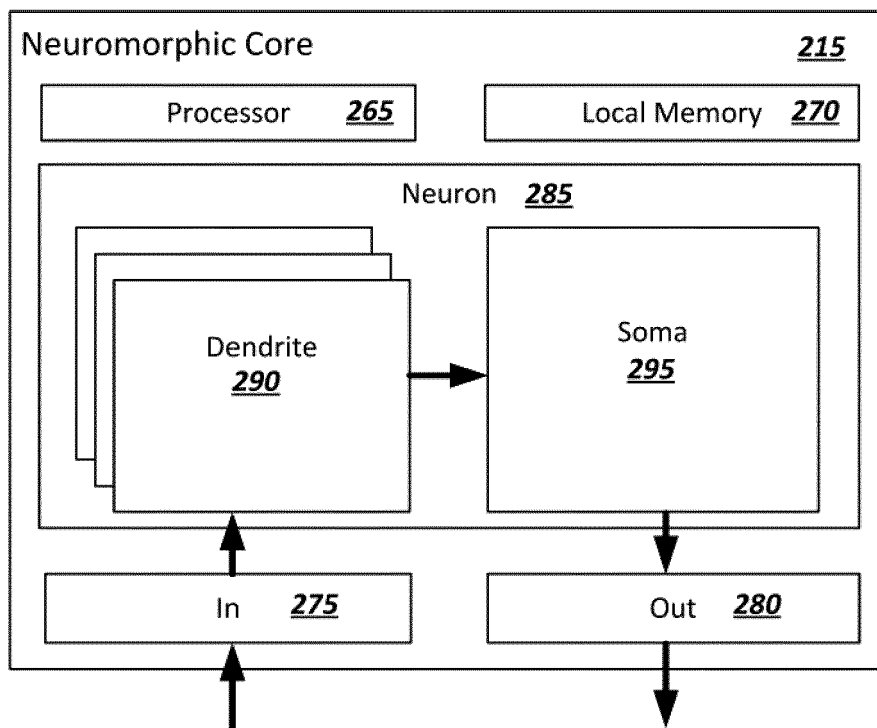 Neuromorphic Core 215
Processor 265
Local Memory 270
Neuron 285
Dendrite
290
Soma
295
In 275
Out 280